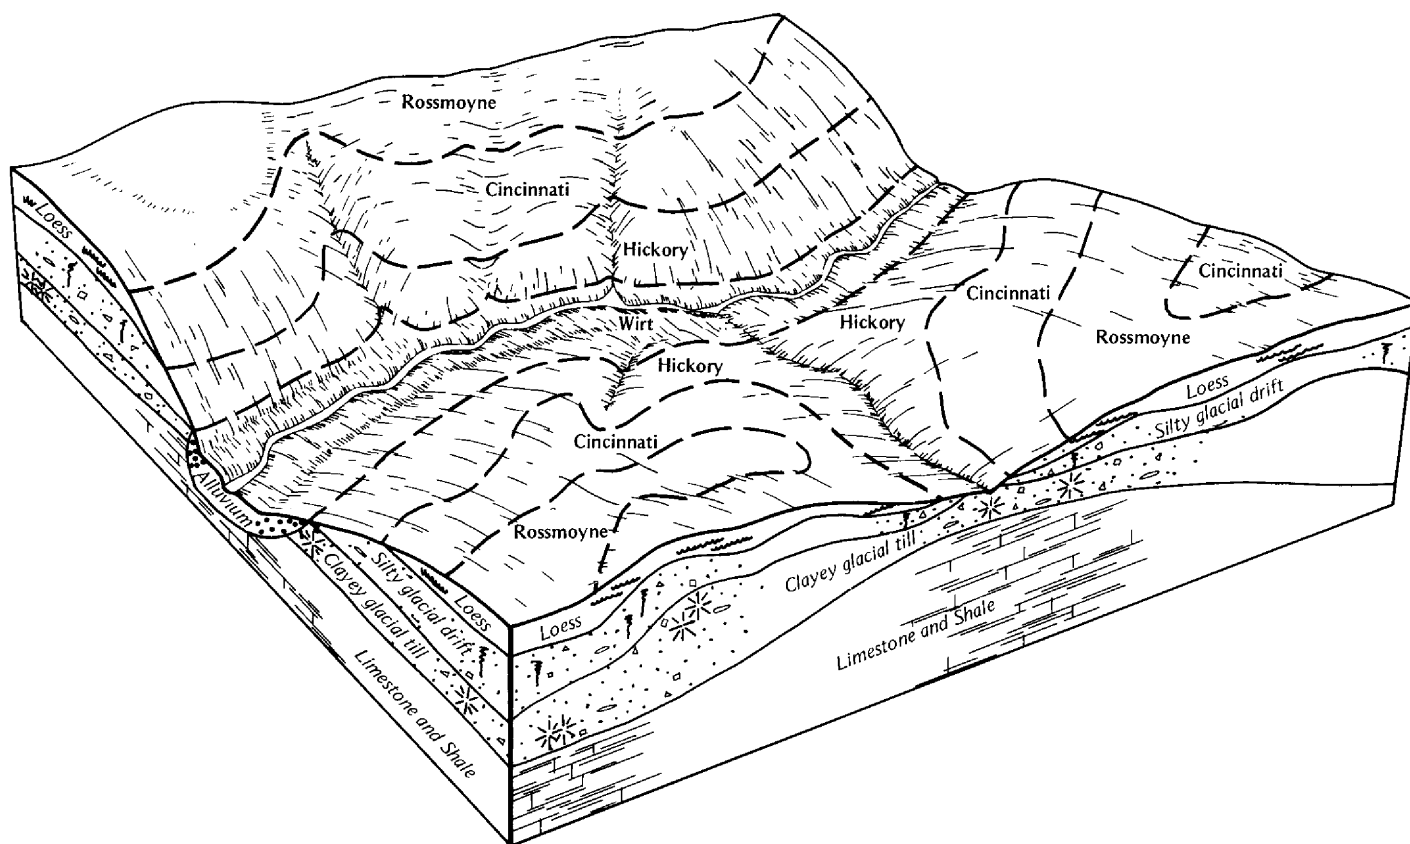 Rossmoyne
Cincinnati
Loess
Hickory
Cincinnati
Cincinnati
Wirt
Hickory
Rossmoyne
Hickory
Loess
Silty glacial drift
Cincinnati
Alluvium
Rossmoyne
Clayey glacial till
Silty glacial drift
Loess
Loess
Clayey glacial till
Limestone and Shale
Limestone and Shale